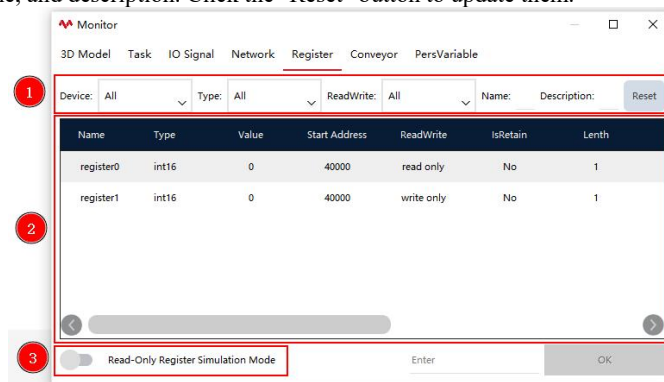 ne, and description. Click the "Reset" button to update them.
Monitor
3D Model Task IO Signal Network Register Conveyor PersVariable
1 Device: All Type: All ReadWrite: All Name: Description: Reset
Name Type Value Start Address ReadWrite IsRetain Lenth
register0 int16 0 40000 read only No 1
register1 int16 0 40000 write only No 1
2
3 Read-Only Register Simulation Mode Enter OK